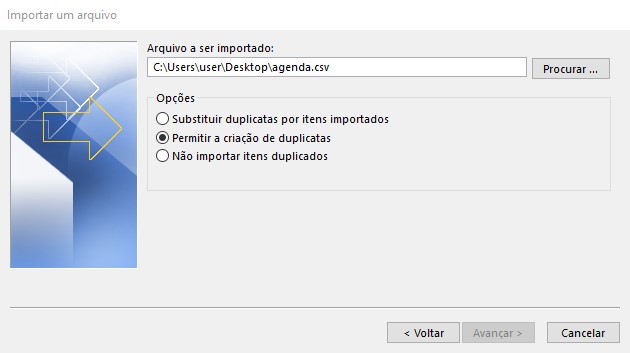 Importar um arquivo
Arquivo a ser importado:
C:\Users\user\Desktop\agenda.csv
Procurar ...
Opções
Substituir duplicatas por itens importados
Permitir a criação de duplicatas
Não importar itens duplicados
< Voltar
Avançar >
Cancelar